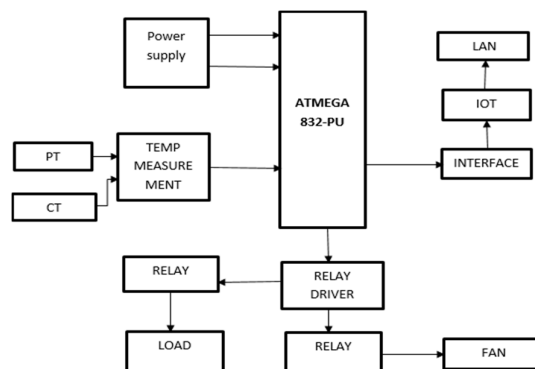 Power
supply
ATMEGA
832-PU
LAN
IOT
INTERFACE
PT
CT
TEMP
MEASURE
MENT
RELAY
RELAY
DRIVER
LOAD
RELAY
FAN